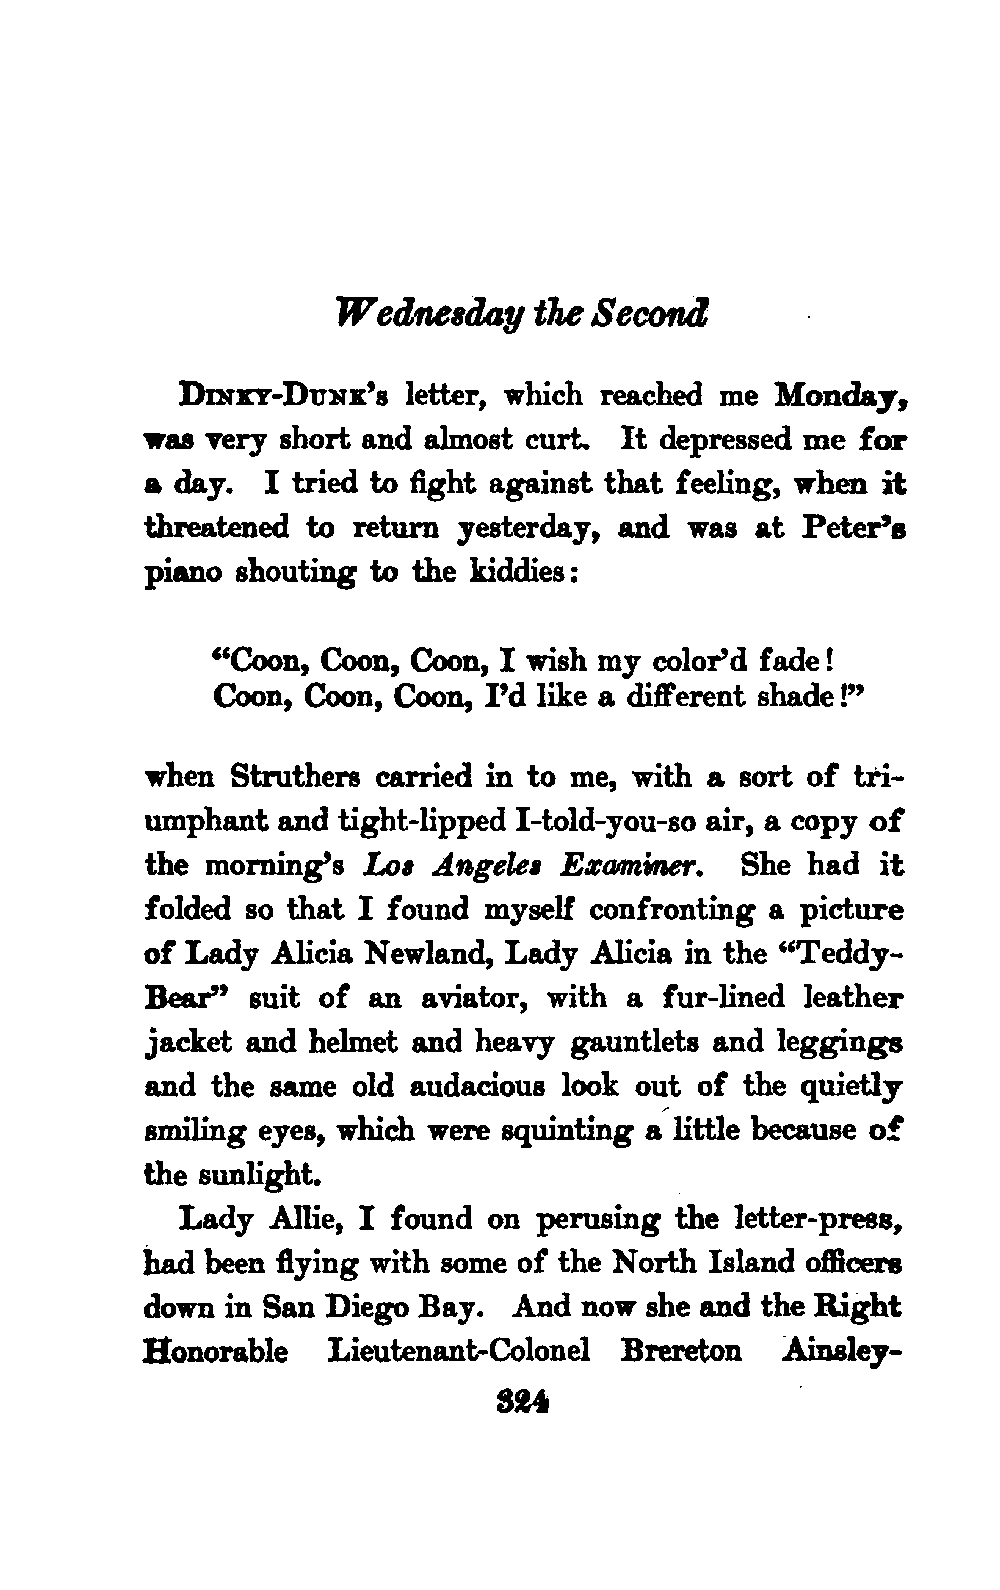 Wednesday the Second
Dinky-Dunk's letter, which reached me Monday,
was very short and almost curt. It depressed me for
a day. I tried to fight against that feeling, when it
threatened to return yesterday, and was at Peter's
piano shouting to the kiddies:
“Coon, Coon, Coon, I wish my color'd fade!
Coon, Coon, Coon, I'd like a different shade!”
when Struthers carried in to me, with a sort of tri-
umphant and tight-lipped I-told-you-so air, a copy of
the morning's Los Angeles Examiner. She had it
folded so that I found myself confronting a picture
of Lady Alicia Newland, Lady Alicia in the “Teddy-
Bear” suit of an aviator, with a fur-lined leather
jacket and helmet and heavy gauntlets and leggings
and the same old audacious look out of the quietly
smiling eyes, which were squinting a little because of
the sunlight.
Lady Allie, I found on perusing the letter-press,
had been flying with some of the North Island officers
down in San Diego Bay. And now she and the Right
Honorable Lieutenant-Colonel Brereton Ainsley-
324